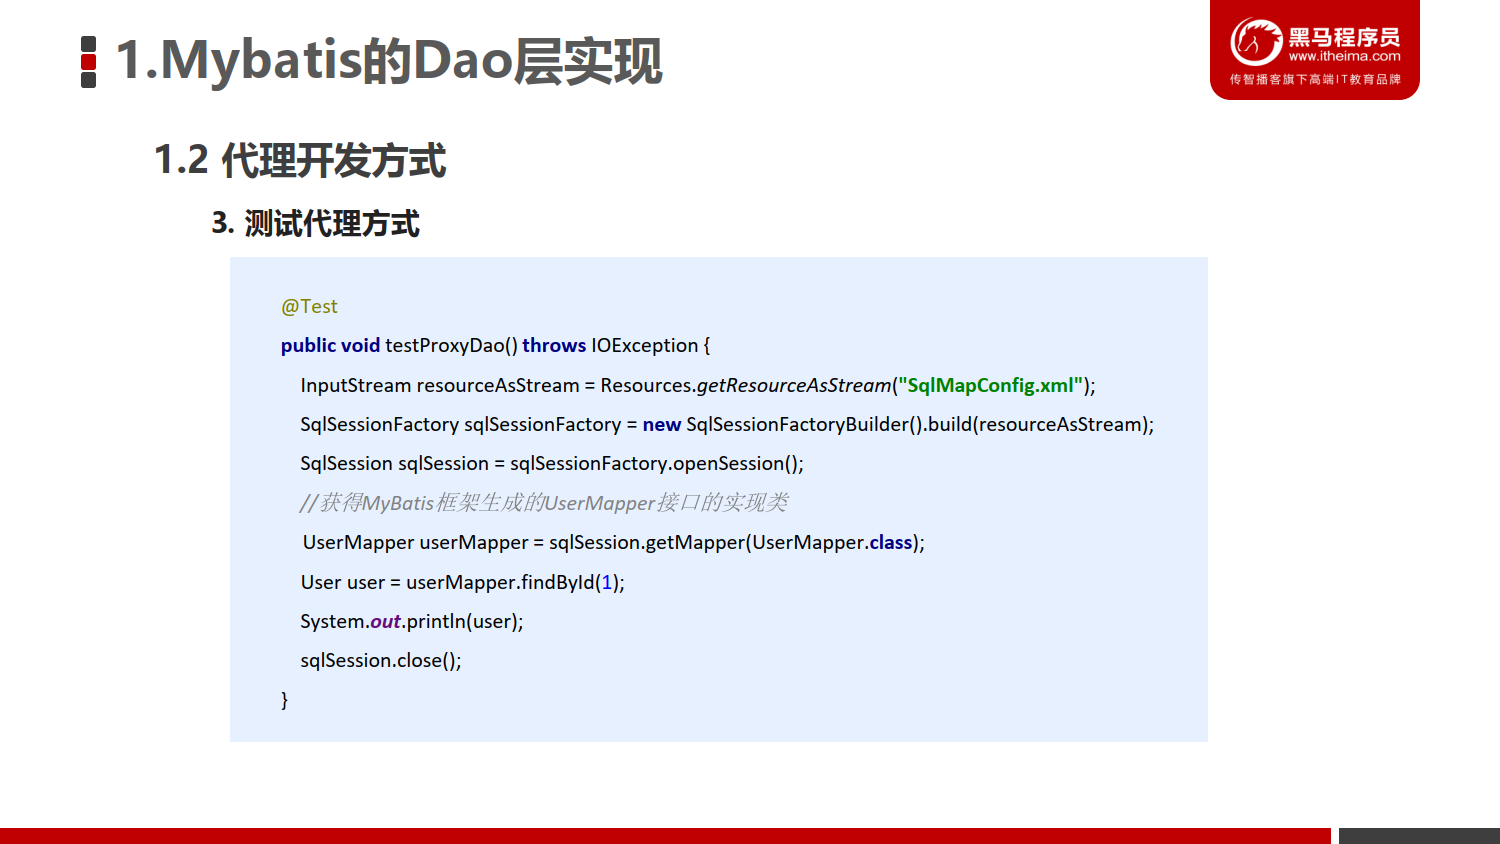 1.Mybatis的Dao层实现
黑马程序员
www.itheima.com
传智播客旗下高端IT教育品牌
1.2 代理开发方式
3. 测试代理方式
@Test
public void testProxyDao() throws IOException {
InputStream resourceAsStream = Resources.getResourceAsStream("SqlMapConfig.xml");
SqlSessionFactory sqlSessionFactory = new SqlSessionFactoryBuilder().build(resourceAsStream);
SqlSession sqlSession = sqlSessionFactory.openSession();
//获得MyBatis框架生成的UserMapper接口的实现类
UserMapper userMapper = sqlSession.getMapper(UserMapper.class);
User user = userMapper.findById(1);
System.out.println(user);
sqlSession.close();
}